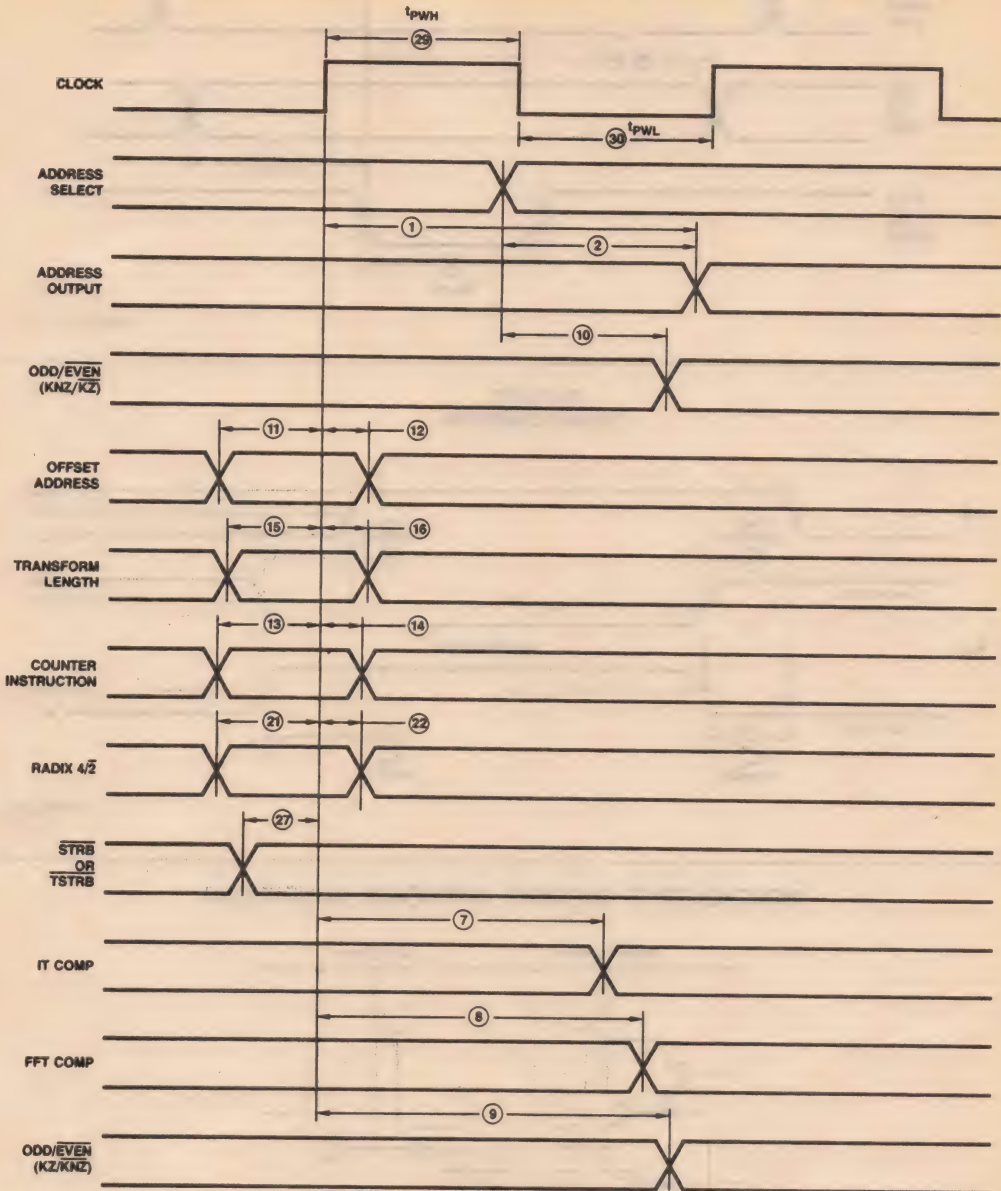 tPWH
29
CLOCK
30 tPWL
ADDRESS
SELECT
1
2
ADDRESS
OUTPUT
10
ODD/EVEN
(KNZ/KZ)
11 12
OFFSET
ADDRESS
15 16
TRANSFORM
LENGTH
13 14
COUNTER
INSTRUCTION
21 22
RADIX 4/2
27
STRB
OR
TSTRB
7
IT COMP
8
FFT COMP
9
ODD/EVEN
(KZ/KNZ)